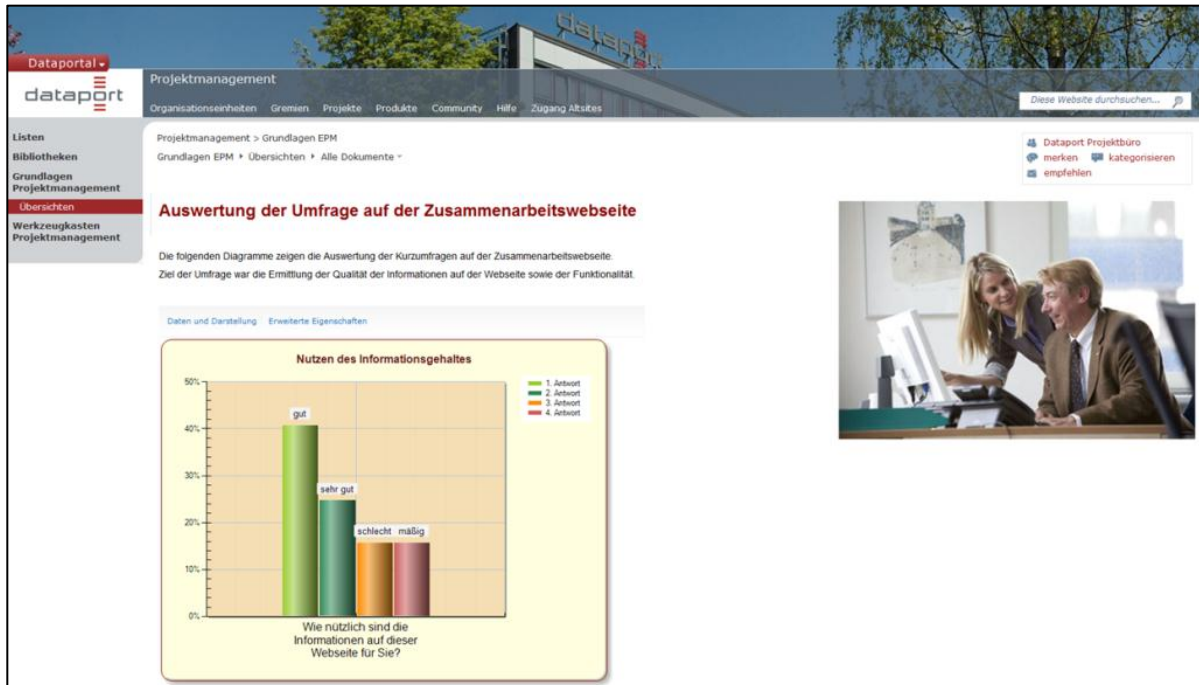 dataport
Dataportal
dataport
Projektmanagement
Organisationseinheiten Gremien Projekte Produkte Community Hilfe Zugang Altsites
Diese Website durchsuchen...
Listen
Bibliotheken
Grundlagen
Projektmanagement
Übersichten
Werkzeugkasten
Projektmanagement
Projektmanagement > Grundlagen EPM
Grundlagen EPM Übersichten Alle Dokumente
Dataport Projektbüro
merken kategorisieren
empfehlen
Auswertung der Umfrage auf der Zusammenarbeitswebseite
Die folgenden Diagramme zeigen die Auswertung der Kurzumfragen auf der Zusammenarbeitswebseite.
Ziel der Umfrage war die Ermittlung der Qualität der Informationen auf der Webseite sowie der Funktionalität.
Daten und Darstellung Erweiterte Eigenschaften
Nutzen des Informationsgehaltes
50%
40%
30%
20%
10%
0%
gut
sehr gut
schlecht mäßig
1. Antwort
2. Antwort
3. Antwort
4. Antwort
Wie nützlich sind die
Informationen auf dieser
Webseite für Sie?